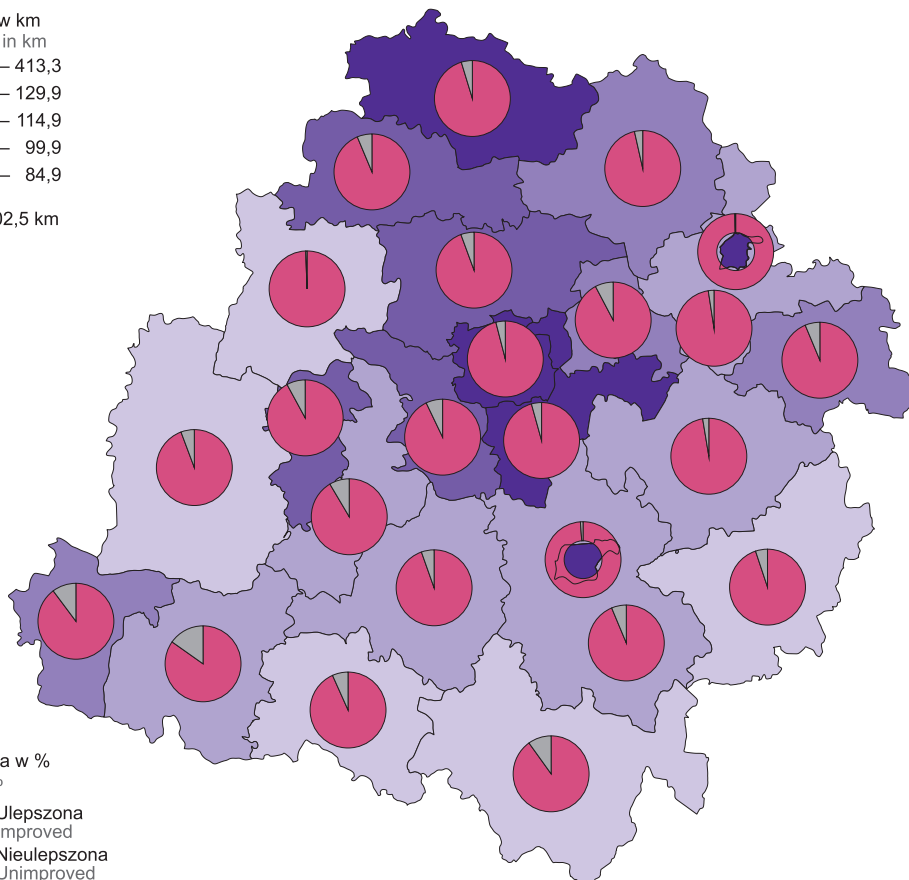 w km
in km
– 413,3
– 129,9
– 114,9
– 99,9
– 84,9
02,5 km
a w %
Ulepszona
mproved
Nieulepszona
Unimproved